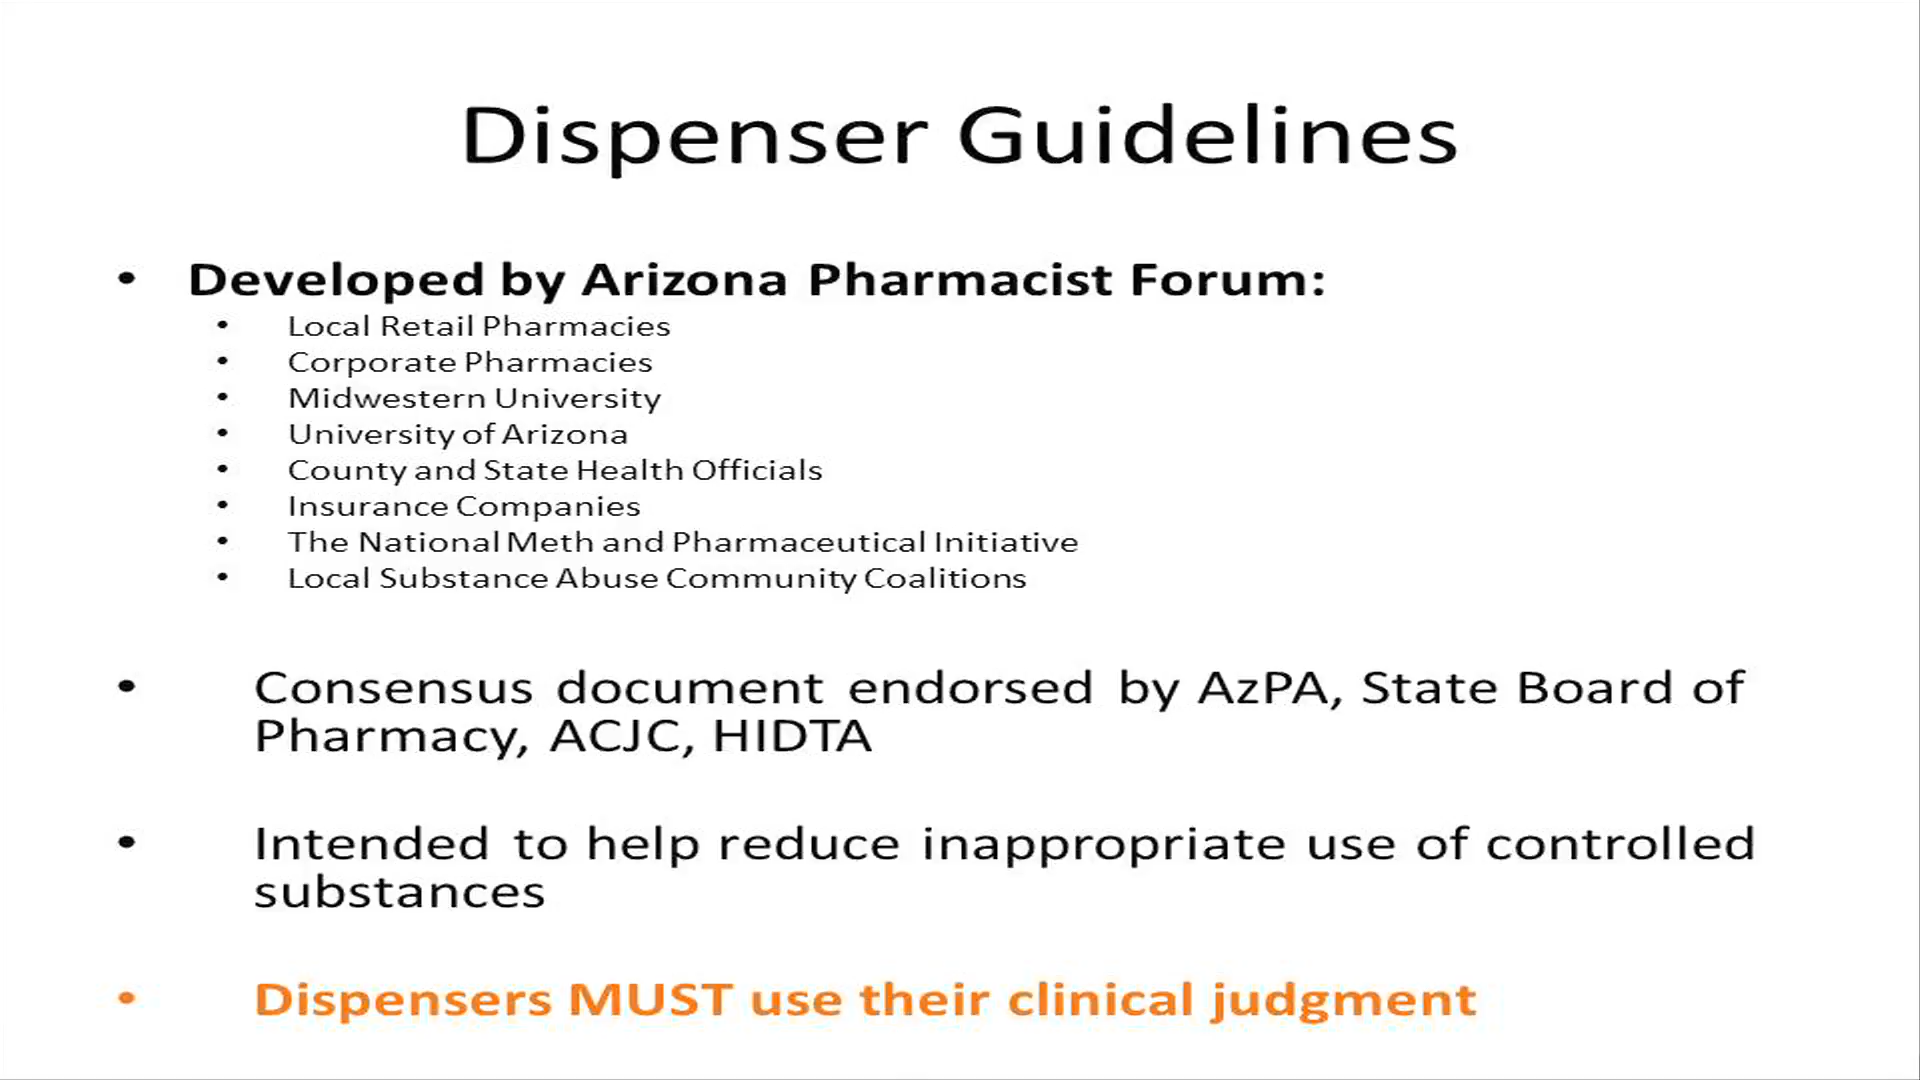 Dispenser Guidelines
• Developed by Arizona Pharmacist Forum:
• Local Retail Pharmacies
• Corporate Pharmacies
• Midwestern University
• University of Arizona
• County and State Health Officials
• Insurance Companies
• The National Meth and Pharmaceutical Initiative
• Local Substance Abuse Community Coalitions
• Consensus document endorsed by AzPA, State Board of
Pharmacy, ACJC, HIDTA
• Intended to help reduce inappropriate use of controlled
substances
• Dispensers MUST use their clinical judgment